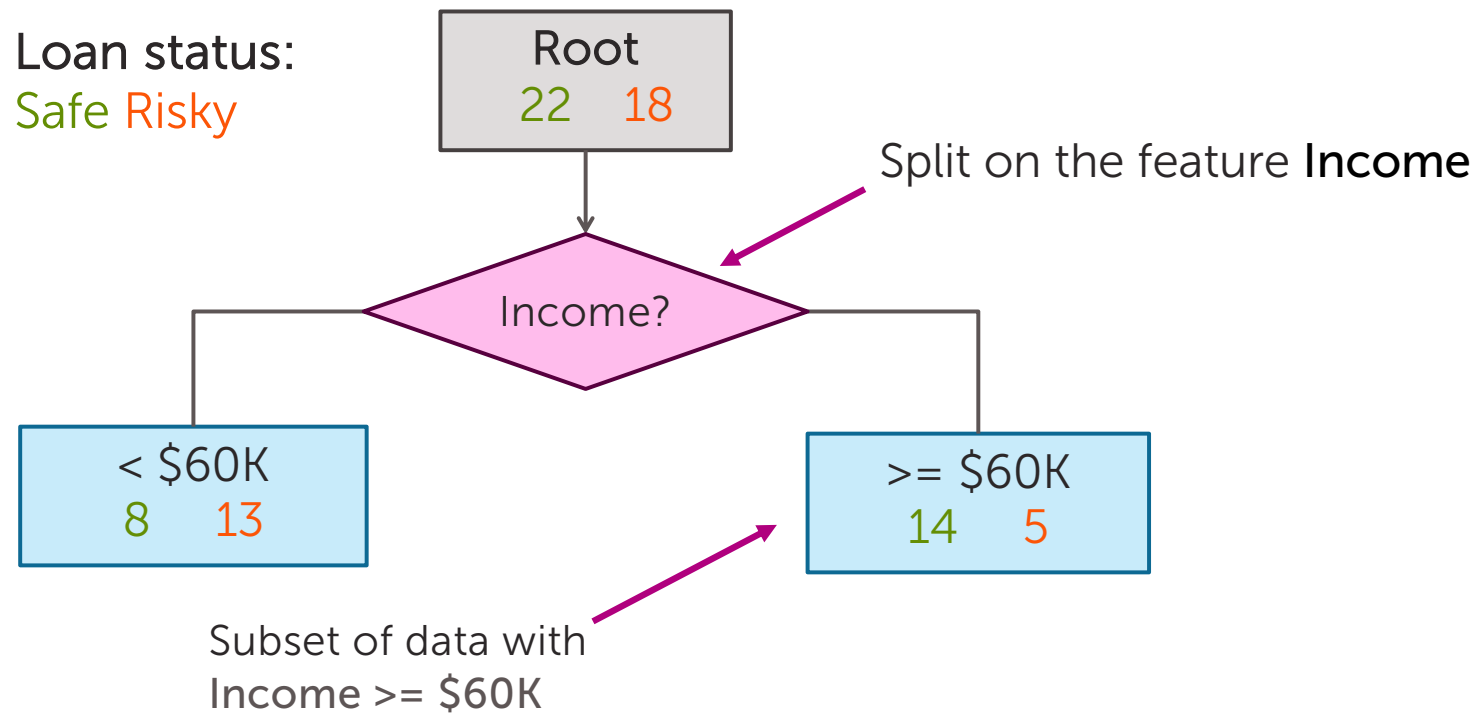 Loan status:
Safe Risky
Root
22 18
Split on the feature Income
Income?
< $60K
8 13
>= $60K
14 5
Subset of data with
Income >= $60K